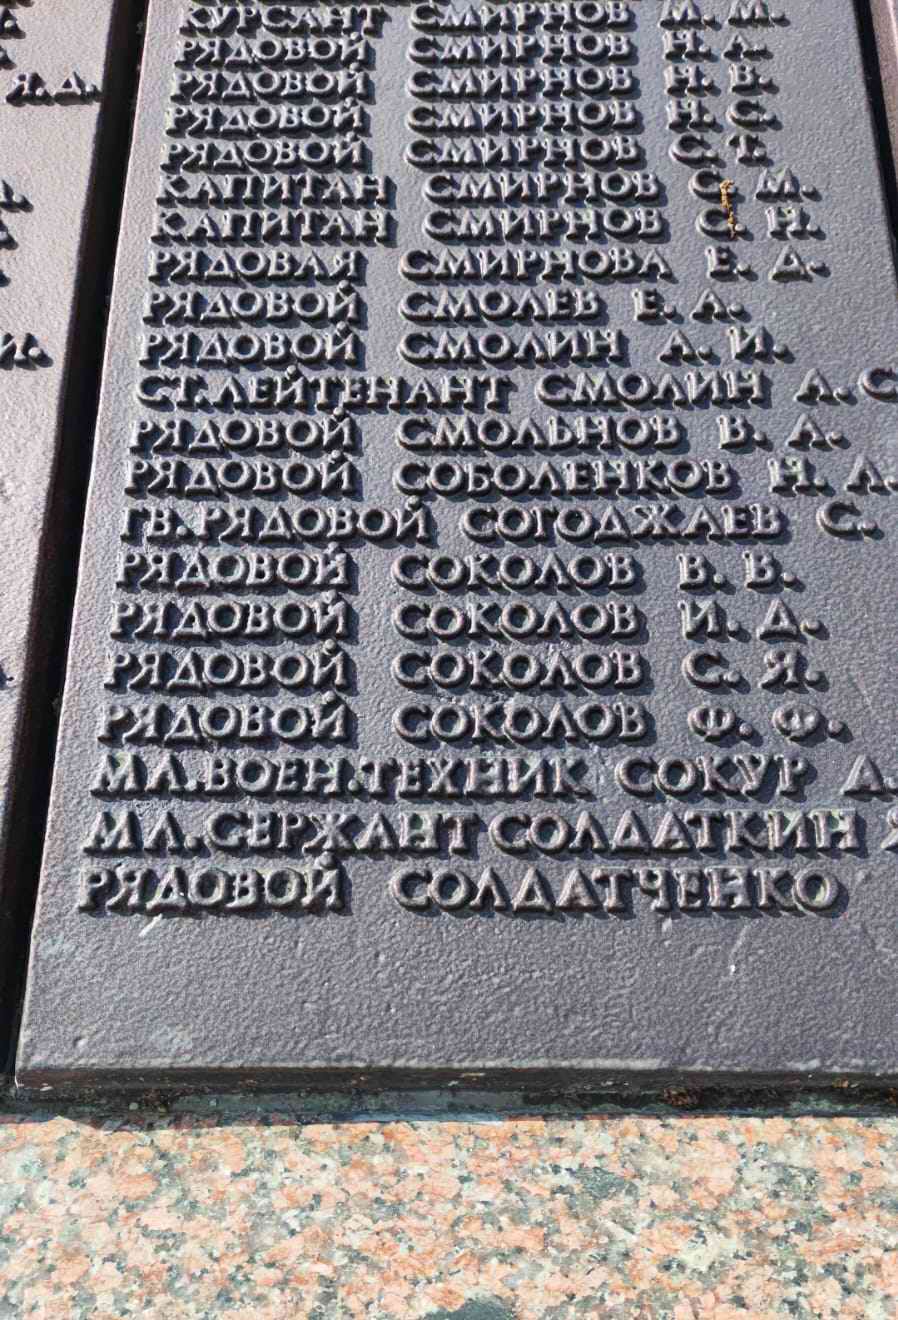 Я.Д.
И.
КУРСАНТ СМИРНОВ М. М.
РЯДОВОЙ СМИРНОВ Н. А.
РЯДОВОЙ СМИРНОВ Н. В.
РЯДОВОЙ СМИРНОВ Н. С.
РЯДОВОЙ СМИРНОВ С. Т.
КАПИТАН СМИРНОВ С. М.
КАПИТАН СМИРНОВ С. Н.
РЯДОВАЯ СМИРНОВА Е. Д.
РЯДОВОЙ СМОЛЕВ Е. А.
РЯДОВОЙ СМОЛИН А. И.
СТ.ЛЕЙТЕНАНТ СМОЛИН А.С.
РЯДОВОЙ СМОЛЬНОВ В. А.
РЯДОВОЙ СОБОЛЕНКОВ Н. А.
ГВ.РЯДОВОЙ СОГОДЖАЕВ С.
РЯДОВОЙ СОКОЛОВ В. В.
РЯДОВОЙ СОКОЛОВ И. Д.
РЯДОВОЙ СОКОЛОВ С. Я.
РЯДОВОЙ СОКОЛОВ Ф. Ф.
МЛ.ВОЕН.ТЕХНИК СОКУР А.
МЛ.СЕРЖАНТ СОЛДАТКИН
РЯДОВОЙ СОЛДАТЧЕНКО